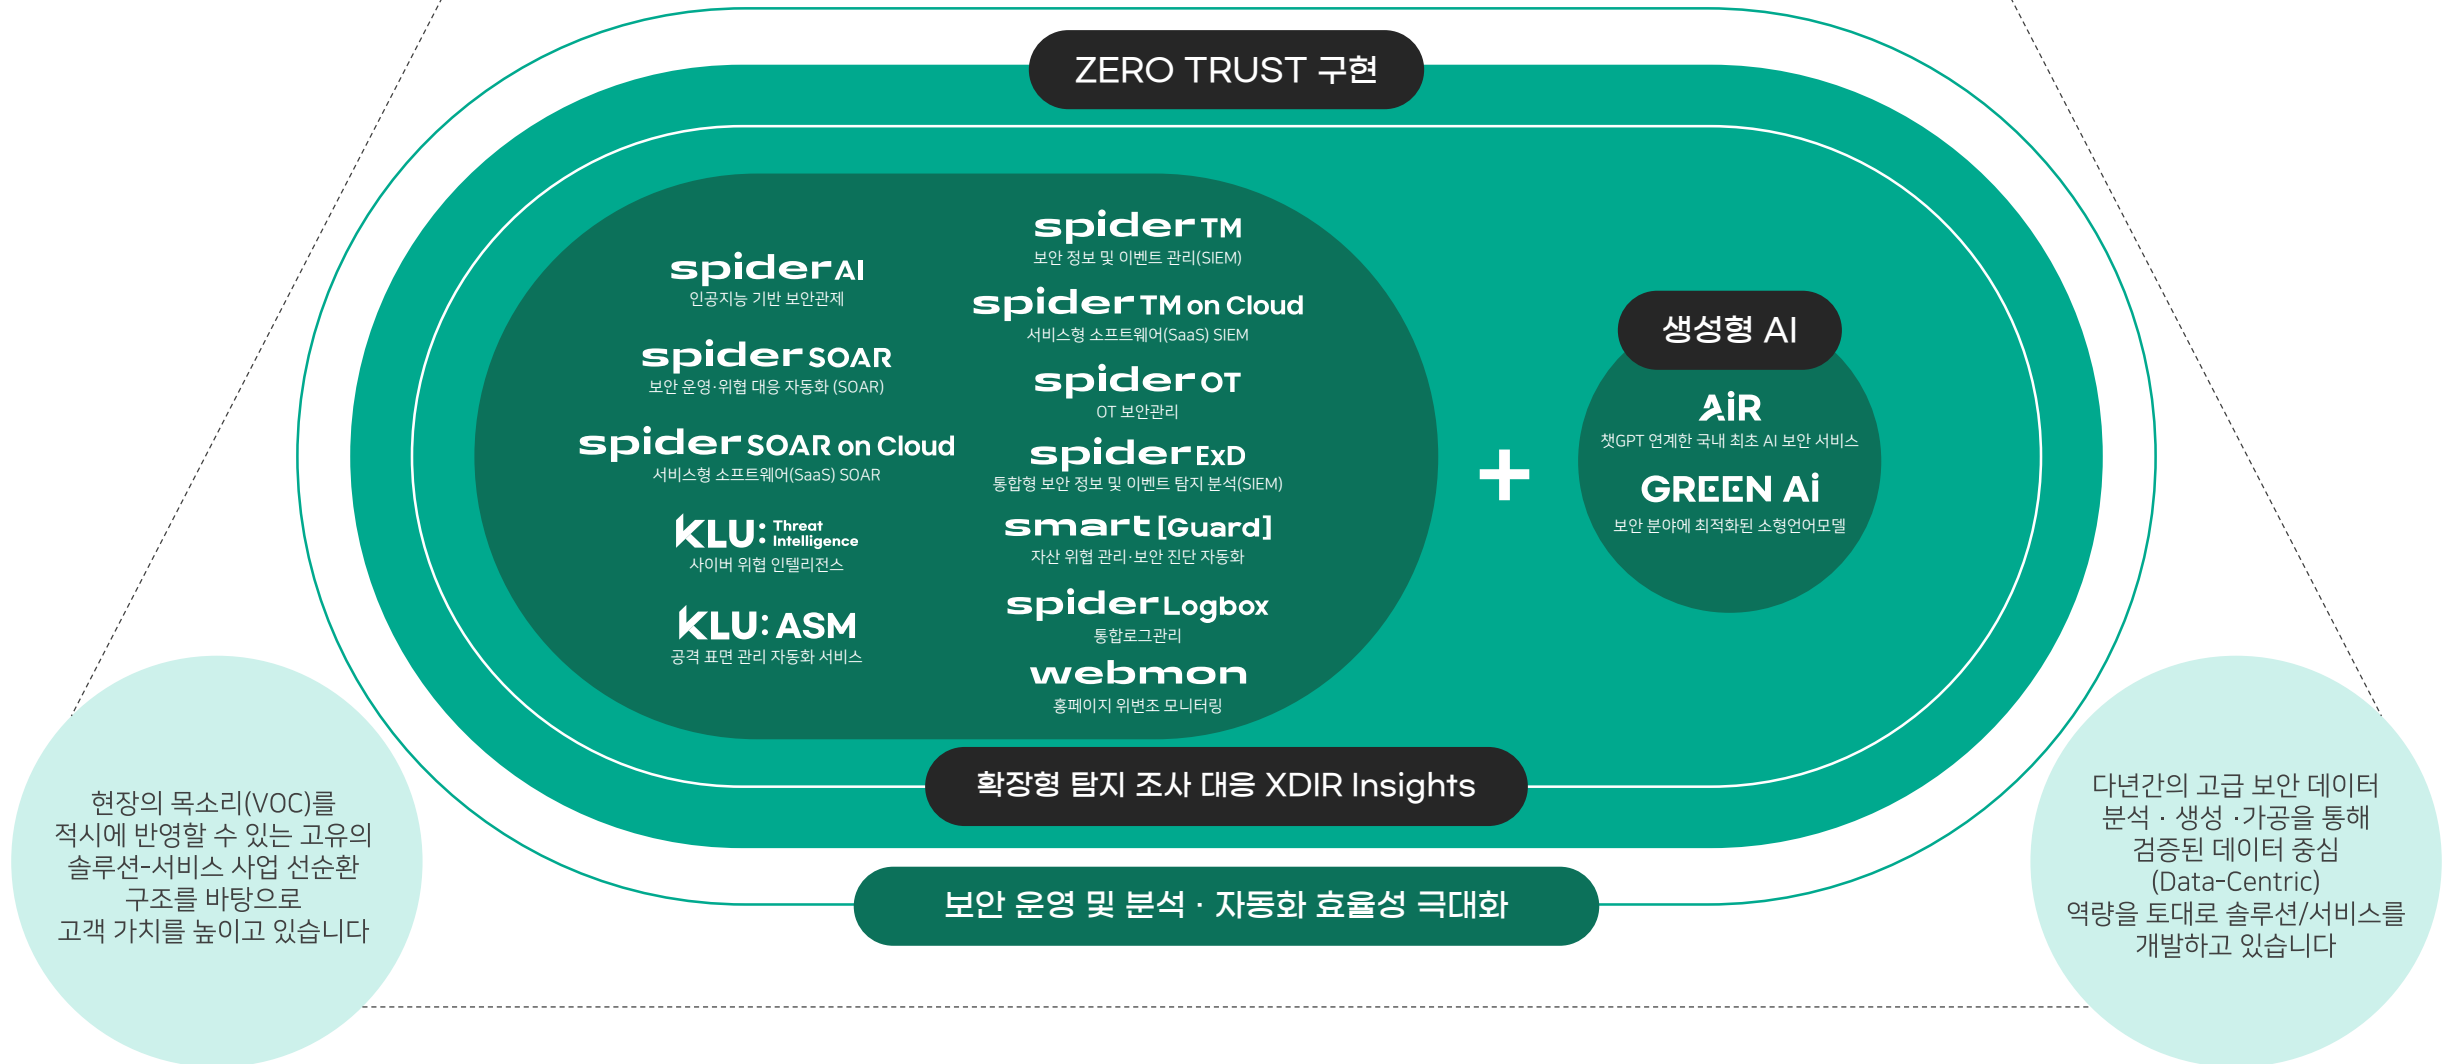 ZERO TRUST 구현
spider AI
인공지능 기반 보안관제
spider SOAR
보안 운영·위협 대응 자동화 (SOAR)
spider SOAR on Cloud
서비스형 소프트웨어(SaaS) SOAR
KLU: Threat
Intelligence
사이버 위협 인텔리전스
KLU: ASM
공격 표면 관리 자동화 서비스
spider TM
보안 정보 및 이벤트 관리(SIEM)
spider TM on Cloud
서비스형 소프트웨어(SaaS) SIEM
spider OT
OT 보안관리
spider ExD
통합형 보안 정보 및 이벤트 탐지 분석(SIEM)
smart [Guard]
자산 위협 관리·보안 진단 자동화
spider Logbox
통합로그관리
webmon
홈페이지 위변조 모니터링
+
생성형 AI
AiR
챗GPT 연계한 국내 최초 AI 보안 서비스
GREEN Ai
보안 분야에 최적화된 소형언어모델
확장형 탐지 조사 대응 XDIR Insights
보안 운영 및 분석 · 자동화 효율성 극대화
현장의 목소리(VOC)를
적시에 반영할 수 있는 고유의
솔루션-서비스 사업 선순환
구조를 바탕으로
고객 가치를 높이고 있습니다
다년간의 고급 보안 데이터
분석 · 생성 ·가공을 통해
검증된 데이터 중심
(Data-Centric)
역량을 토대로 솔루션/서비스를
개발하고 있습니다